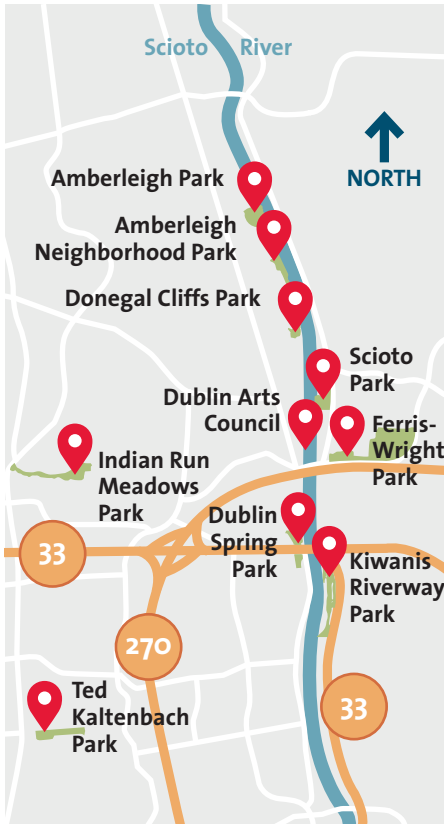 Scioto River
NORTH
Amberleigh Park
Amberleigh
Neighborhood Park
Donegal Cliffs Park
Scioto
Park
Dublin Arts
Council
Ferris-
Wright
Park
Indian Run
Meadows
Park
Dublin
Spring
Park
33
Kiwanis
Riverway
Park
270
Ted
Kaltenbach
Park
33